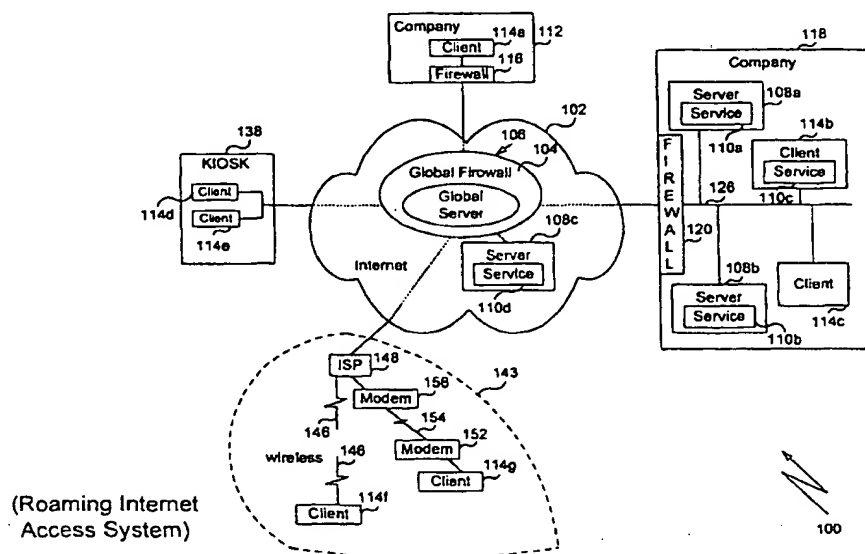 Company
Client
114a
112
Firewall
116
118
Company
Server
108a
Service
110a
114b
Client
Service
110c
FIREWALL
126
120
108b
Server
Service
110b
Client
114c
138
KIOSK
Client
114d
Client
114e
102
106
104
Global Firewall
Global
Server
108c
Internet
Server
Service
110d
ISP
148
143
Modem
156
146
154
wireless
146
Modem
152
Client
114g
Client
114f
(Roaming Internet
Access System)
100